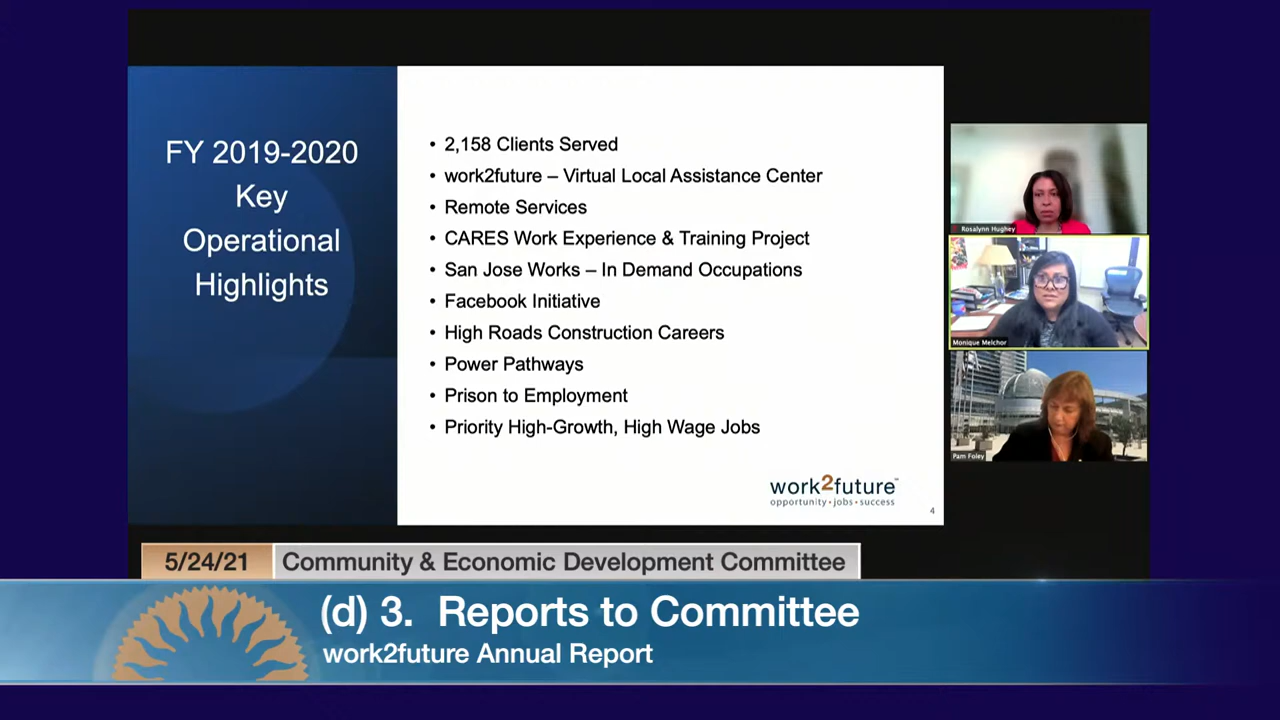 FY 2019-2020
Key
Operational
Highlights
• 2,158 Clients Served
• work2future – Virtual Local Assistance Center
• Remote Services
• CARES Work Experience & Training Project
• San Jose Works – In Demand Occupations
• Facebook Initiative
• High Roads Construction Careers
• Power Pathways
• Prison to Employment
• Priority High-Growth, High Wage Jobs
work2future™
opportunity • jobs • success
4
Rosalynn Hughey
Monique Melchor
Pam Foley
5/24/21 Community & Economic Development Committee
(d) 3. Reports to Committee
work2future Annual Report